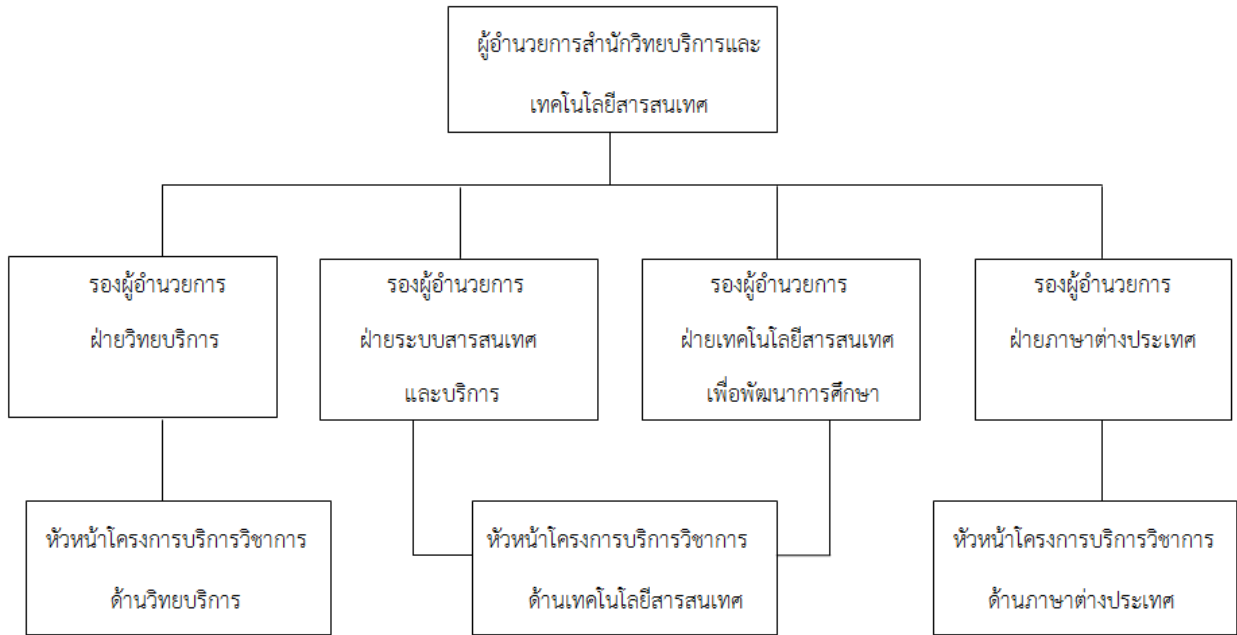 ผู้อำนวยการสำนักวิทยบริการและ
เทคโนโลยีสารสนเทศ
รองผู้อำนวยการ
ฝ่ายวิทยบริการ
รองผู้อำนวยการ
ฝ่ายระบบสารสนเทศ
และบริการ
รองผู้อำนวยการ
ฝ่ายเทคโนโลยีสารสนเทศ
เพื่อพัฒนาการศึกษา
รองผู้อำนวยการ
ฝ่ายภาษาต่างประเทศ
หัวหน้าโครงการบริการวิชาการ
ด้านวิทยบริการ
หัวหน้าโครงการบริการวิชาการ
ด้านเทคโนโลยีสารสนเทศ
หัวหน้าโครงการบริการวิชาการ
ด้านภาษาต่างประเทศ